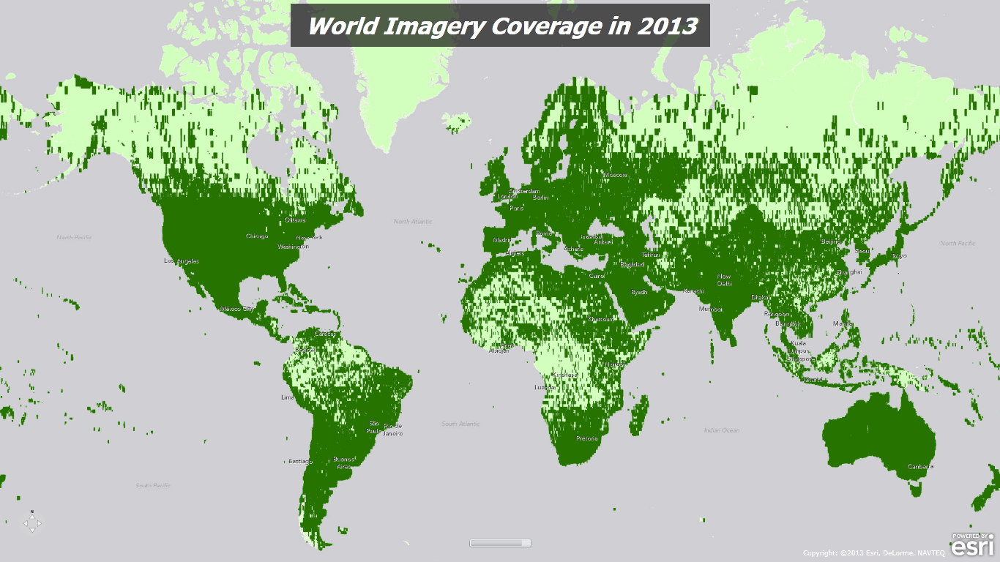 World Imagery Coverage in 2013
Moscow
Amsterdam
London
Berlin
Paris
North Atlantic
Ottawa
North Pacific
Chicago
New York
Washington
Los Angeles
Madrid
Rome
Istanbul
Ankara
Athens
Algiers
Tehran
Baghdad
Beijing
Seoul
Tokyo
North Pacific
Shanghai
Cairo
New
Delhi
Riyadh
Karachi
Dhaka
México City
Mumbai
Rangoon
Bangkok
Manila
Khartoum
Caracas
Bogotá
Abidjan
Kuala
Lumpur
Singapore
Nairobi
Kinshasa
Luanda
Jakarta
Lima
São
Paulo
Rio de
Janeiro
South Atlantic
Indian Ocean
Pretoria
Santiago
Buenos
Aires
Canberra
South Pacific
N
POWERED BY
esri
Copyright: ©2013 Esri, DeLorme, NAVTEQ